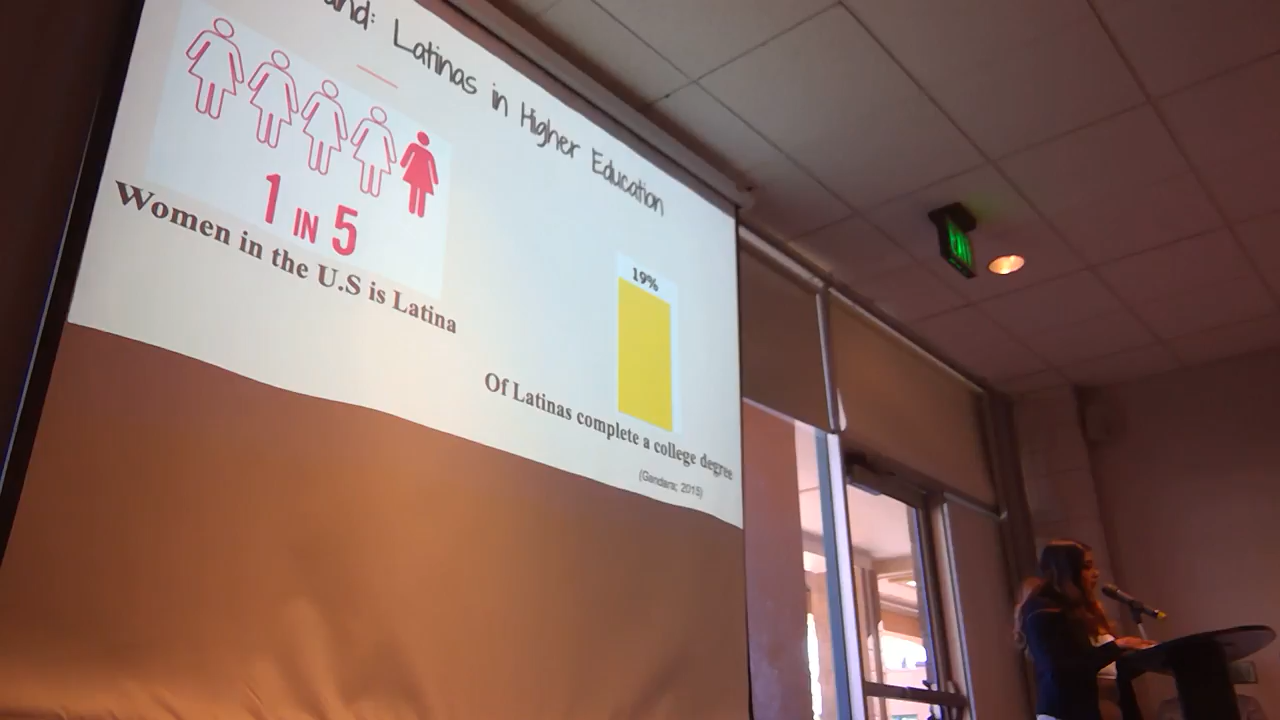 Latinas in Higher Education
1 IN 5
Women in the U.S is Latina
19%
Of Latinas complete a college degree
(Gandara; 2015)
EXIT